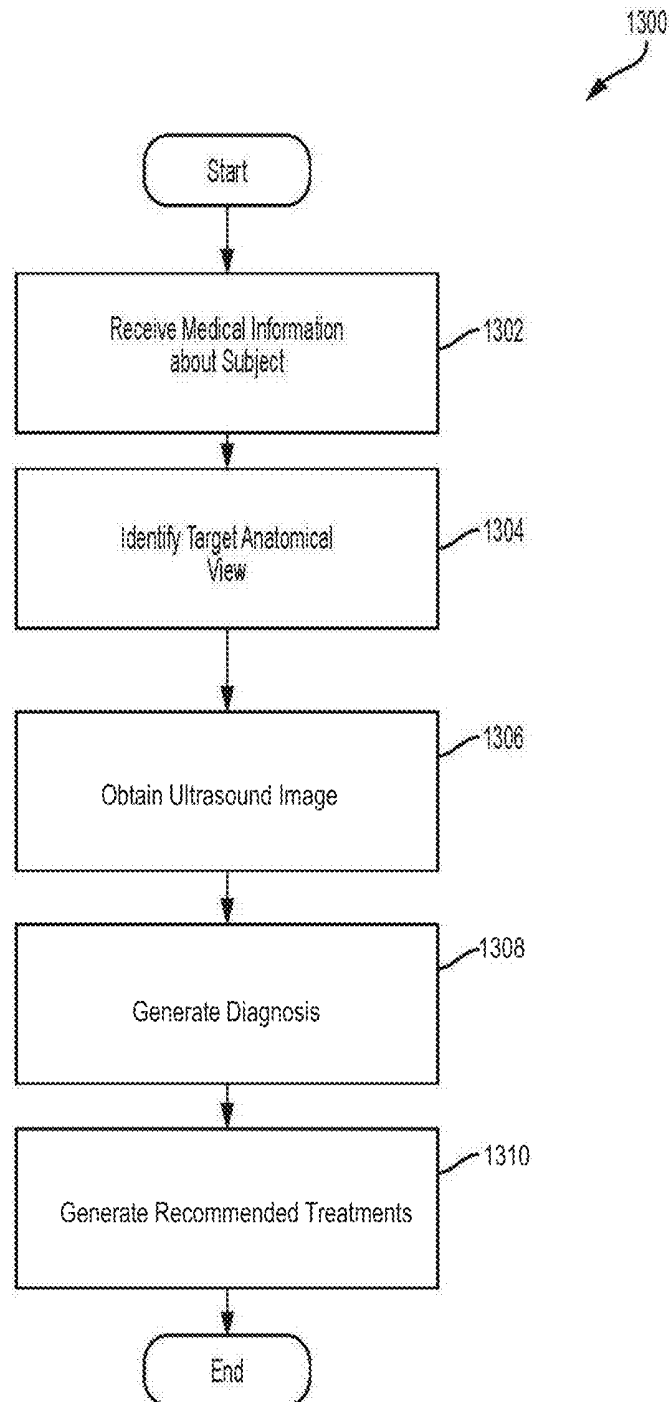 1300
Start
Receive Medical Information
about Subject
1302
Identify Target Anatomical
View
1304
1306
Obtain Ultrasound Image
1308
Generate Diagnosis
1310
Generate Recommended Treatments
End